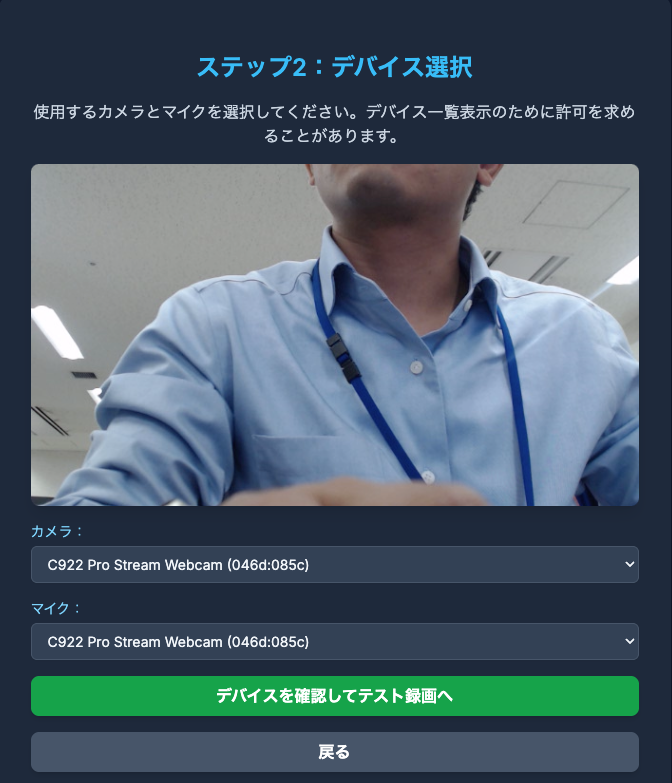 ステップ2：デバイス選択
使用するカメラとマイクを選択してください。デバイス一覧表示のために許可を求め
ることがあります。
カメラ：
C922 Pro Stream Webcam (046d:085c)
マイク：
C922 Pro Stream Webcam (046d:085c)
デバイスを確認してテスト録画へ
戻る